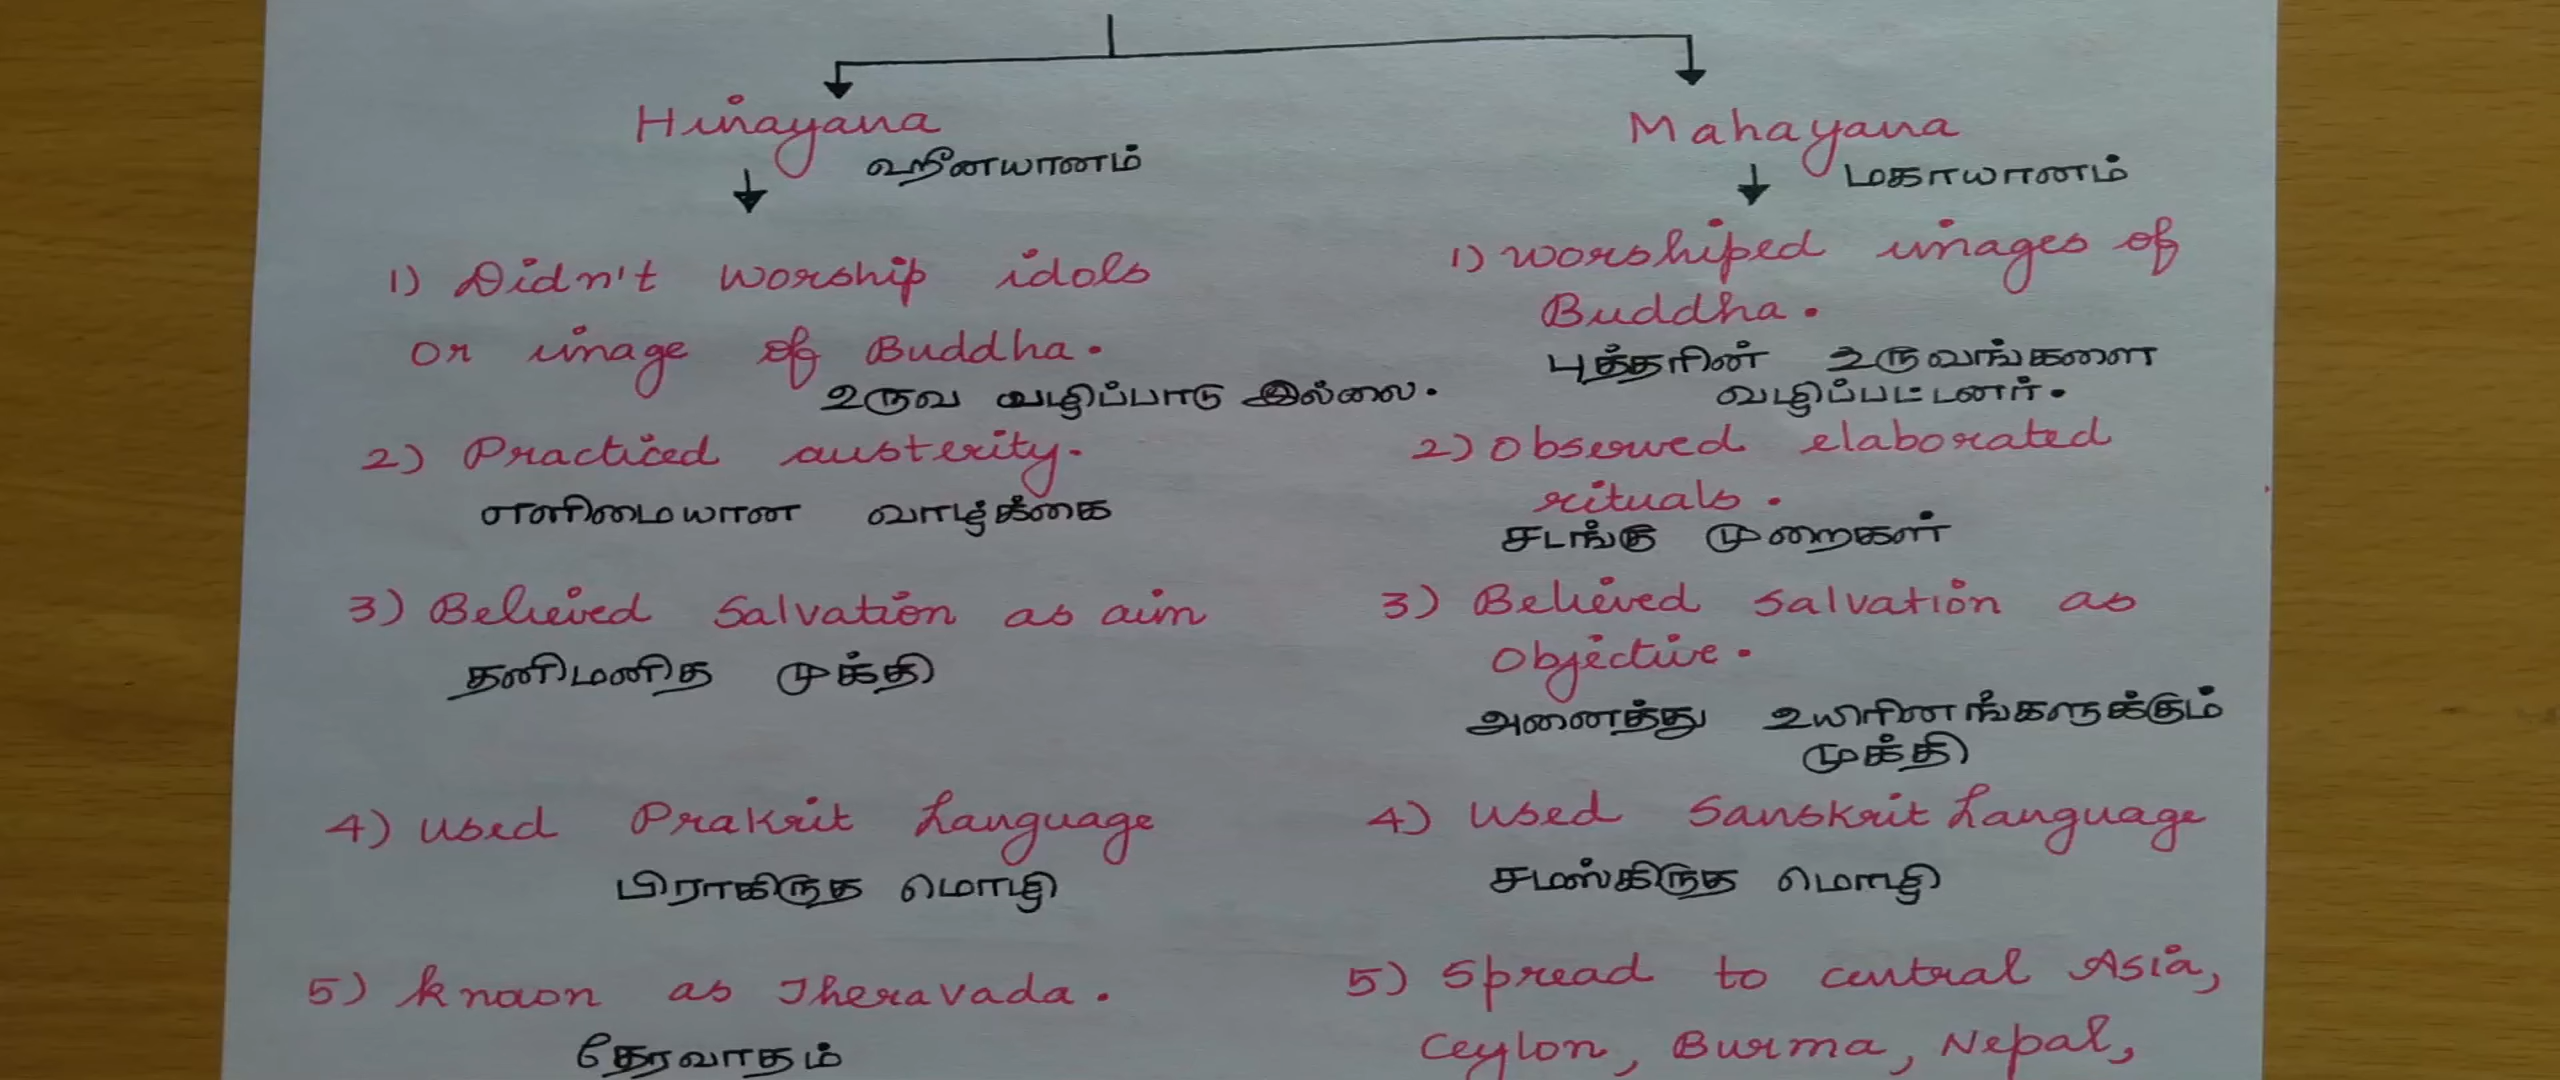 Hinayana
ஹீனயானம்
1) Didn't worship idols
or image of Buddha.
உருவ வழிப்பாடு இல்லை.
2) Practiced austerity.
எளிமையான வாழ்க்கை
3) Believed Salvation as aim
தனிமனித முக்தி
4) Used Prakrit Language
பிராகிருத மொழி
5) Known as Theravada.
தேரவாதம்
Mahayana
மகாயானம்
1) Worshiped images of
Buddha.
புத்தரின் உருவங்களை
வழிப்பட்டனர்.
2) Observed elaborated
rituals.
சடங்கு முறைகள்
3) Believed Salvation as
Objective.
அனைத்து உயிரினங்களுக்கும்
முக்தி
4) Used Sanskrit Language
சமஸ்கிருத மொழி
5) Spread to central Asia,
Ceylon, Burma, Nepal,